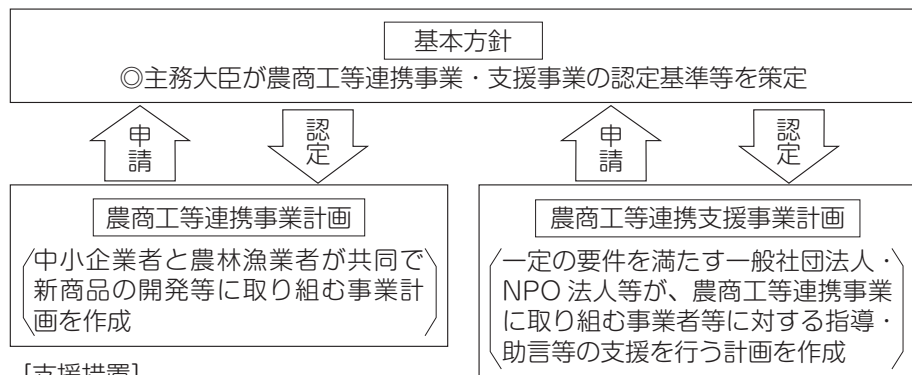 基本方針
◎主務大臣が農商工等連携事業・支援事業の認定基準等を策定
申請
認定
申請
認定
農商工等連携事業計画
中小企業者と農林漁業者が共同で
新商品の開発等に取り組む事業計
画を作成
農商工等連携支援事業計画
一定の要件を満たす一般社団法人・
NPO 法人等が、農商工等連携事業
に取り組む事業者等に対する指導・
助言等の支援を行う計画を作成
[支援措置]